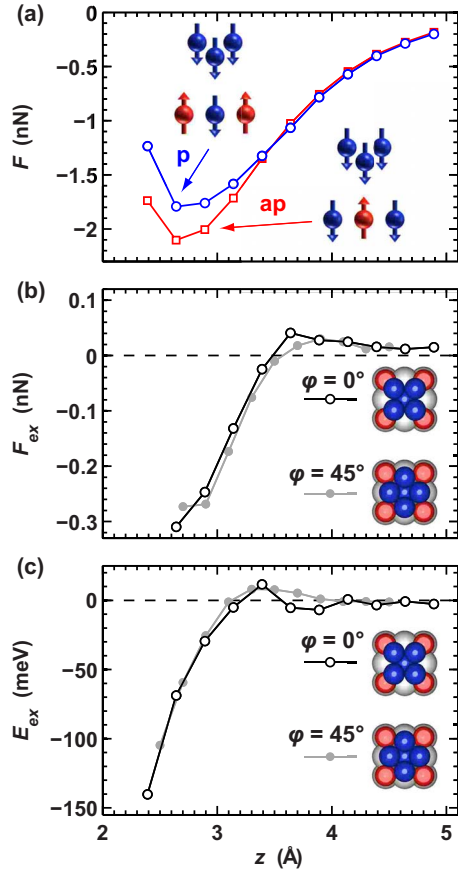 (a)
0
−0.5
−1
−1.5
−2
F (nN)
p
ap
(b)
0.1
0
−0.1
−0.2
−0.3
F_ex (nN)
φ = 0°
φ = 45°
(c)
0
−50
−100
−150
E_ex (meV)
φ = 0°
φ = 45°
2 3 4 5
z (Å)